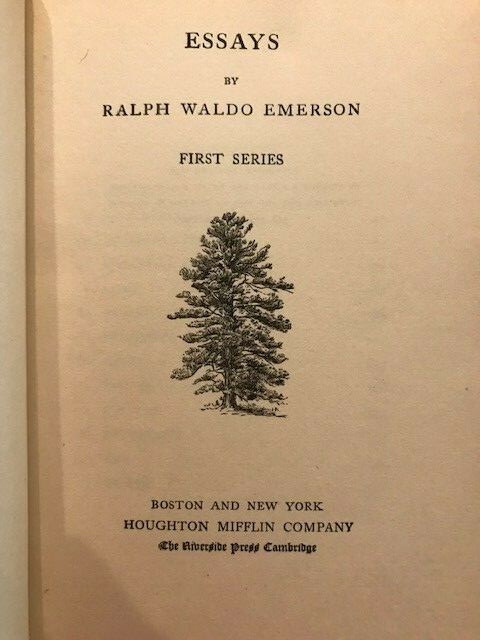 ESSAYS
BY
RALPH WALDO EMERSON
FIRST SERIES
BOSTON AND NEW YORK
HOUGHTON MIFFLIN COMPANY
The Riverside Press Cambridge